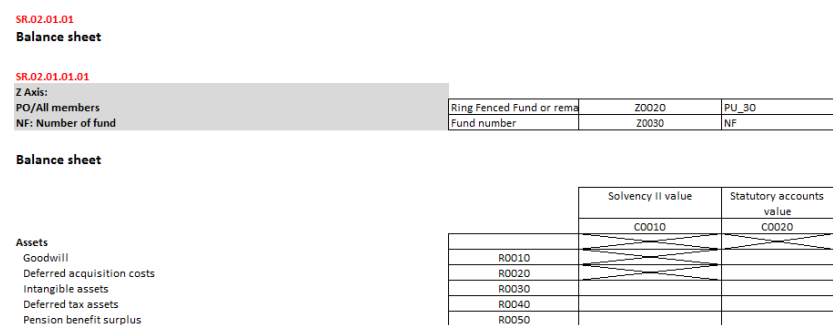 SR.02.01.01
Balance sheet
SR.02.01.01.01
Z Axis:
PO/All members Ring Fenced Fund or rema Z0020 PU_30
NF: Number of fund Fund number Z0030 NF
Balance sheet
Solvency II value Statutory accounts value
C0010 C0020
Assets
Goodwill R0010
Deferred acquisition costs R0020
Intangible assets R0030
Deferred tax assets R0040
Pension benefit surplus R0050